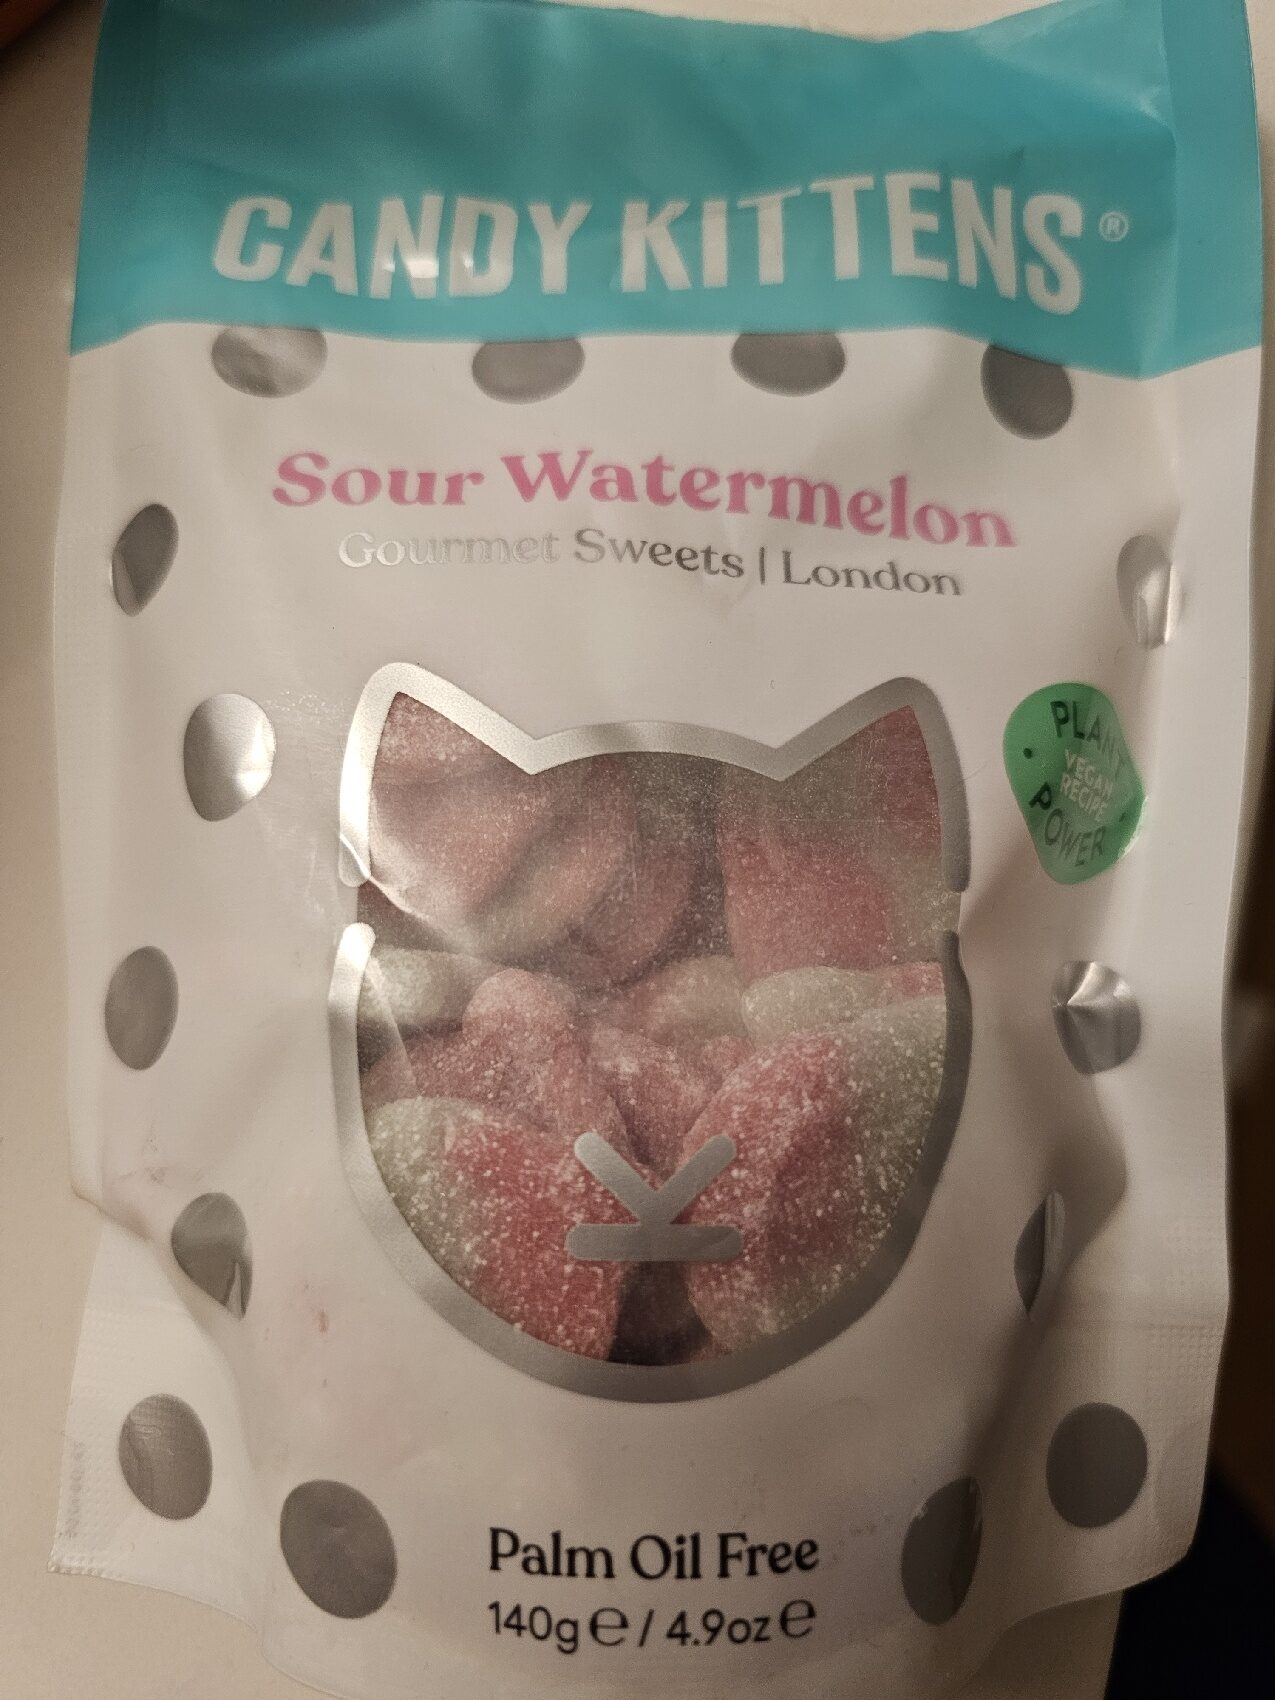 CANDY KITTENS®
Sour Watermelon
Gourmet Sweets | London
PLANT
VEGAN
RECIPE
POWER
Palm Oil Free
140g℮ / 4.9oz℮